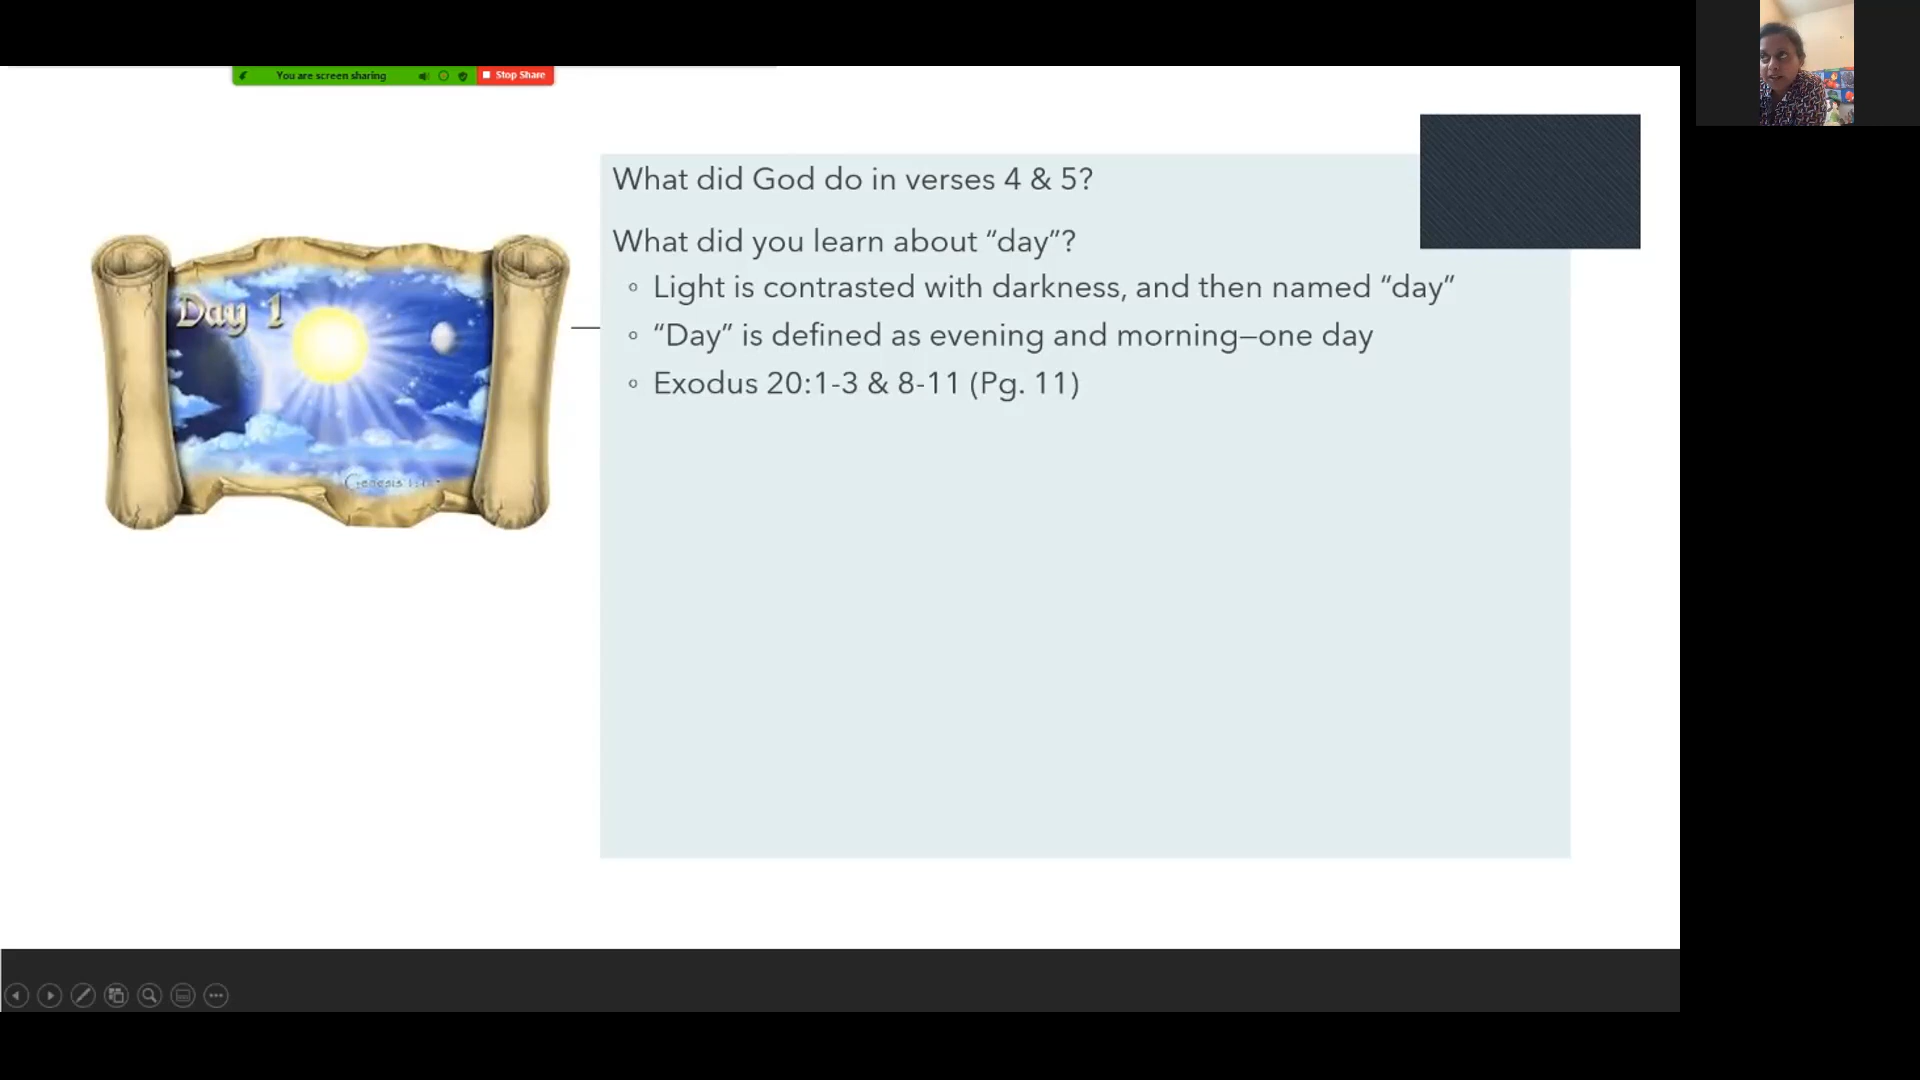 You are screen sharing
Stop Share
What did God do in verses 4 & 5?
What did you learn about “day”?
Light is contrasted with darkness, and then named “day”
“Day” is defined as evening and morning—one day
Exodus 20:1-3 & 8-11 (Pg. 11)
Day 1
Genesis